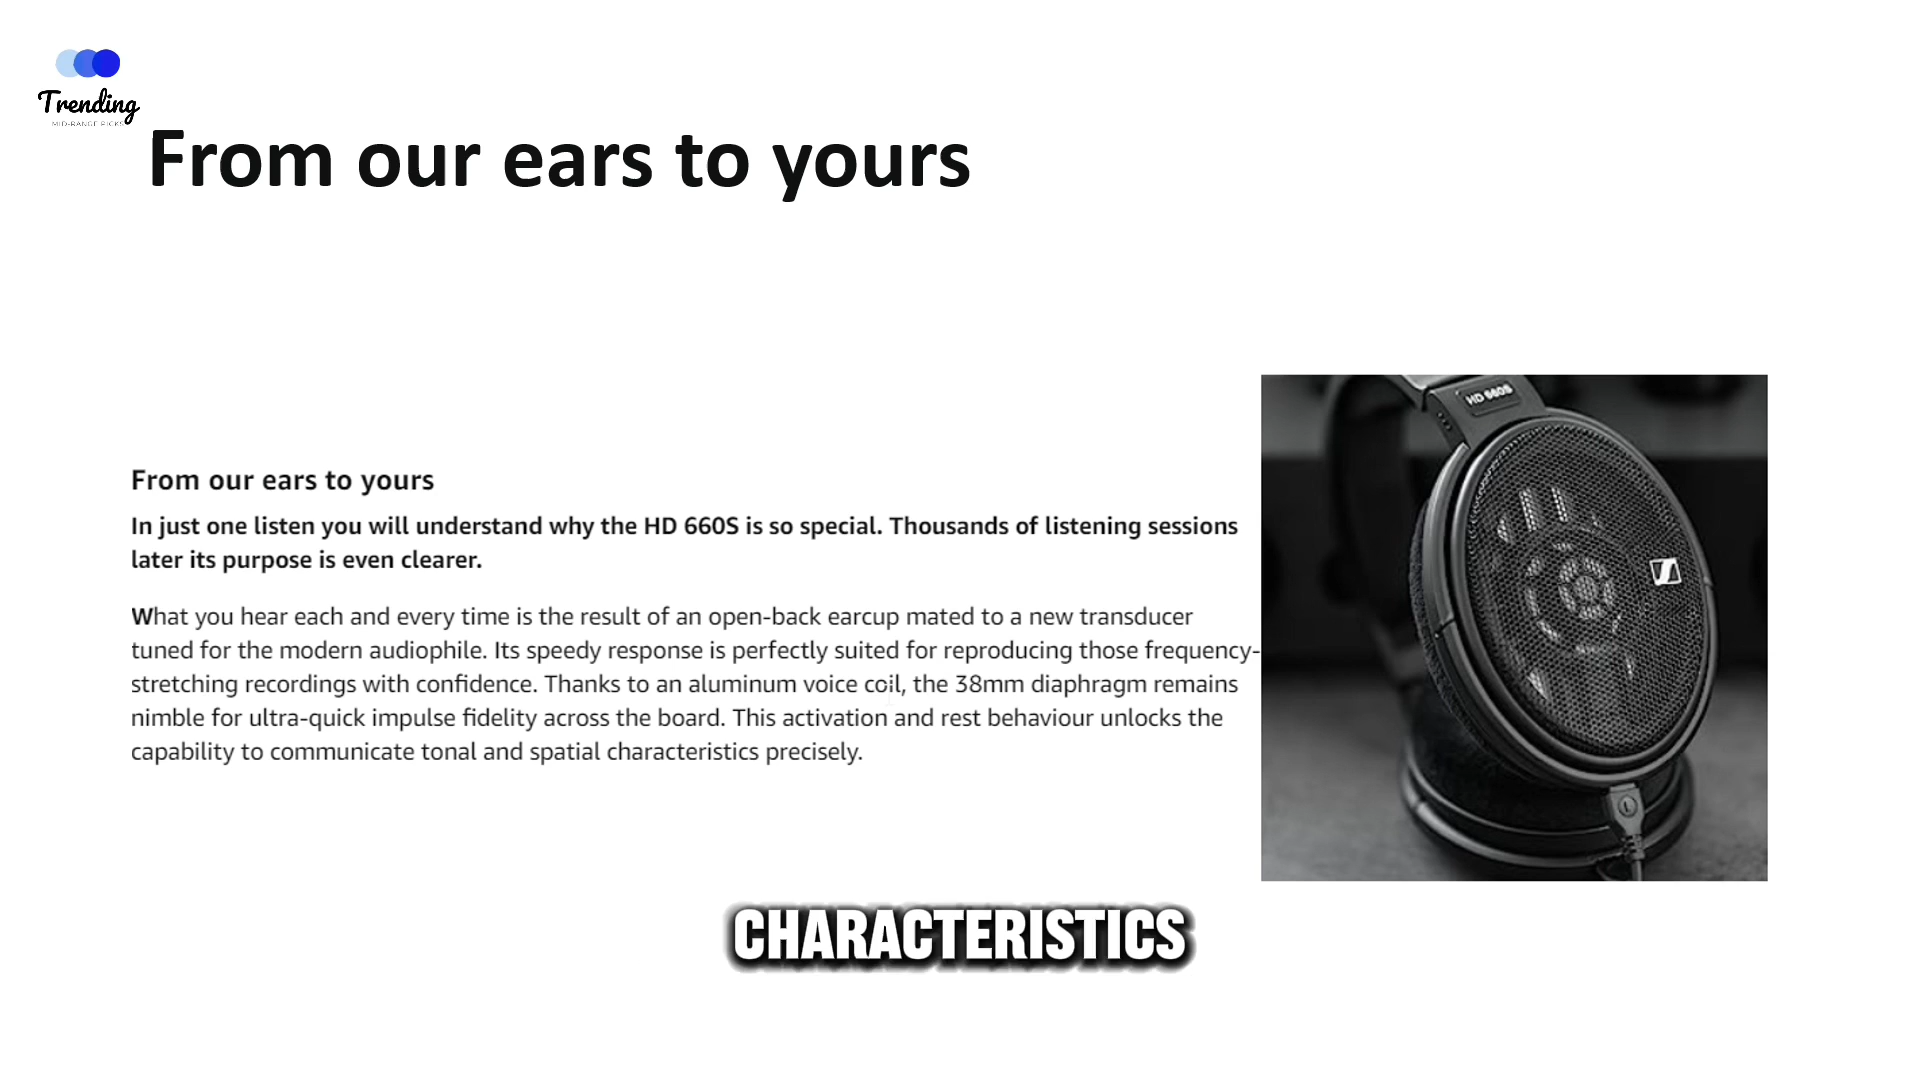 Trending
MID-RANGE PICKS
From our ears to yours
HD 660S
From our ears to yours
In just one listen you will understand why the HD 660S is so special. Thousands of listening sessions
later its purpose is even clearer.
What you hear each and every time is the result of an open-back earcup mated to a new transducer
tuned for the modern audiophile. Its speedy response is perfectly suited for reproducing those frequency-
stretching recordings with confidence. Thanks to an aluminum voice coil, the 38mm diaphragm remains
nimble for ultra-quick impulse fidelity across the board. This activation and rest behaviour unlocks the
capability to communicate tonal and spatial characteristics precisely.
L
CHARACTERISTICS